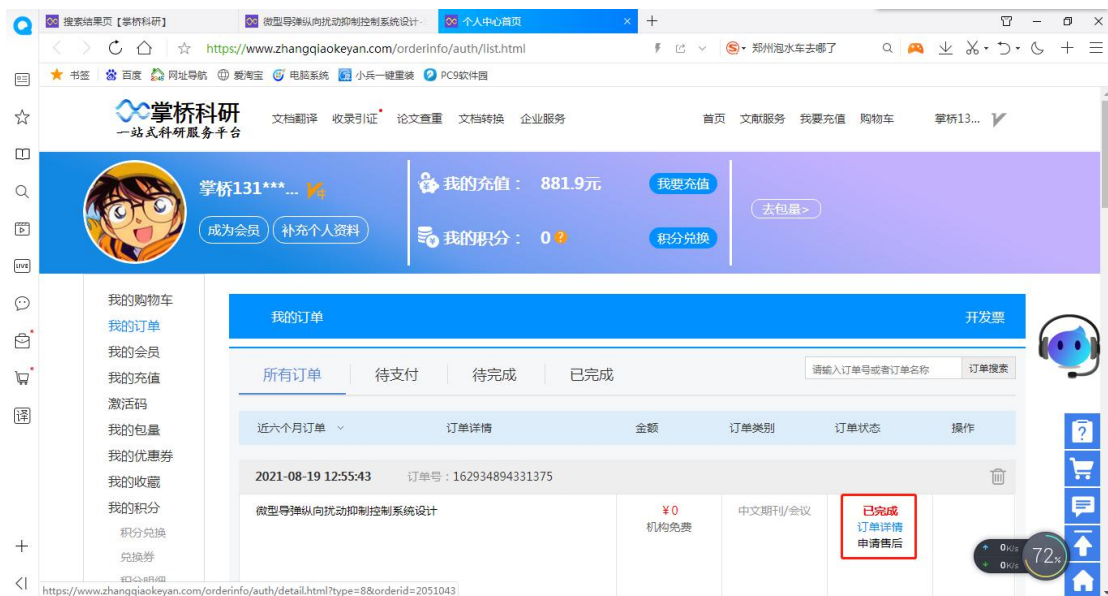 搜索结果页【掌桥科研】
微型导弹纵向扰动抑制控制系统设计-
个人中心首页
https://www.zhangqiaokeyan.com/orderinfo/auth/list.html
郑州泡水车去哪了
书签 百度 网址导航 爱淘宝 电脑系统 小兵一键重装 PC9软件园
掌桥科研
一站式科研服务平台
文档翻译 收录引证 论文查重 文档转换 企业服务
首页 文献服务 我要充值 购物车 掌桥13...
掌桥131***... V4
成为会员 补充个人资料
我的充值： 881.9元 我要充值
我的积分： 0 ? 积分兑换
去包量>
LIVE
译
我的购物车
我的订单
我的会员
我的充值
激活码
我的包量
我的优惠券
我的收藏
我的积分
积分兑换
兑换券
积分明细
我的订单 开发票
所有订单 待支付 待完成 已完成
请输入订单号或者订单名称 订单搜索
近六个月订单 订单详情 金额 订单类别 订单状态 操作
2021-08-19 12:55:43 订单号：162934894331375
微型导弹纵向扰动抑制控制系统设计
¥0
机构免费
中文期刊/会议
已完成
订单详情
申请售后
0K/s
0K/s
72%
https://www.zhangqiaokeyan.com/orderinfo/auth/detail.html?type=8&orderid=2051043